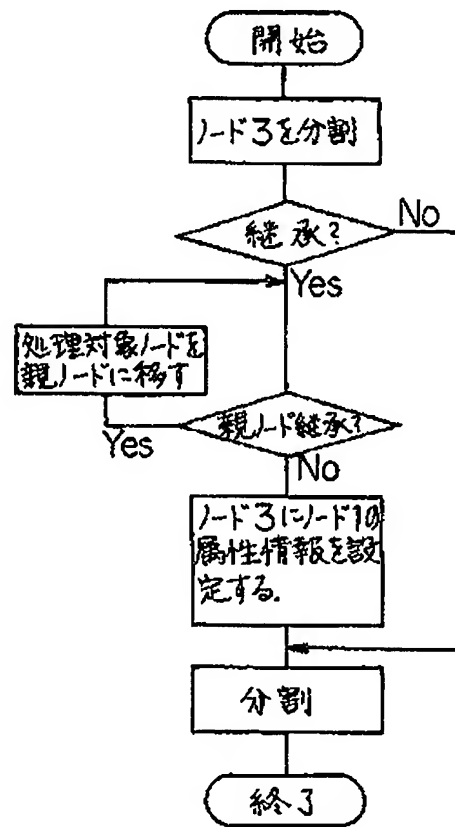 開始
ノード3を分割
継承?
No
Yes
処理対象ノードを
親ノードに移す
親ノード継承?
Yes
No
ノード3にノード1の
属性情報を設
定する.
分割
終了